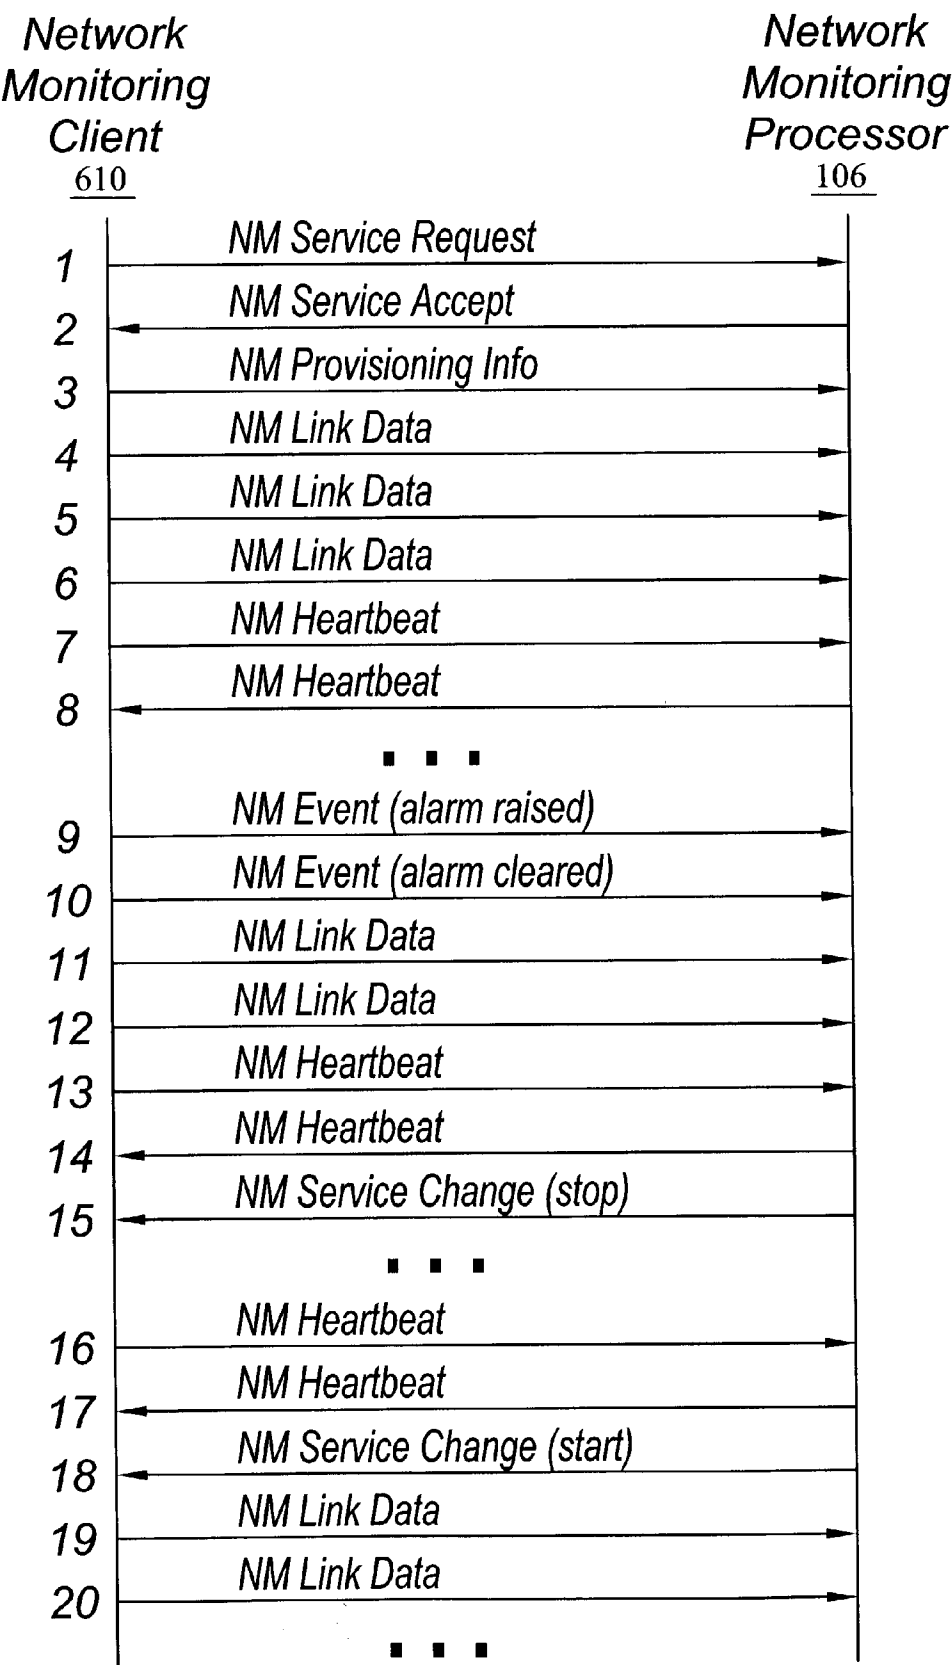 Network
Monitoring
Client
610
Network
Monitoring
Processor
106
1
NM Service Request
2
NM Service Accept
3
NM Provisioning Info
4
NM Link Data
5
NM Link Data
6
NM Link Data
7
NM Heartbeat
8
NM Heartbeat
. . .
9
NM Event (alarm raised)
10
NM Event (alarm cleared)
11
NM Link Data
12
NM Link Data
13
NM Heartbeat
14
NM Heartbeat
15
NM Service Change (stop)
. . .
16
NM Heartbeat
17
NM Heartbeat
18
NM Service Change (start)
19
NM Link Data
20
NM Link Data
. . .